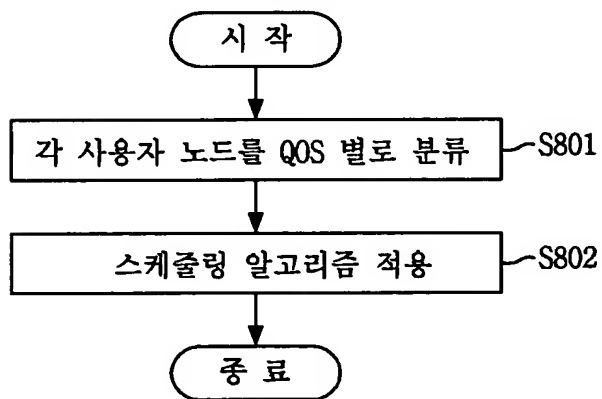 시 작
각 사용자 노드를 QOS 별로 분류
S801
스케줄링 알고리즘 적용
S802
종 료